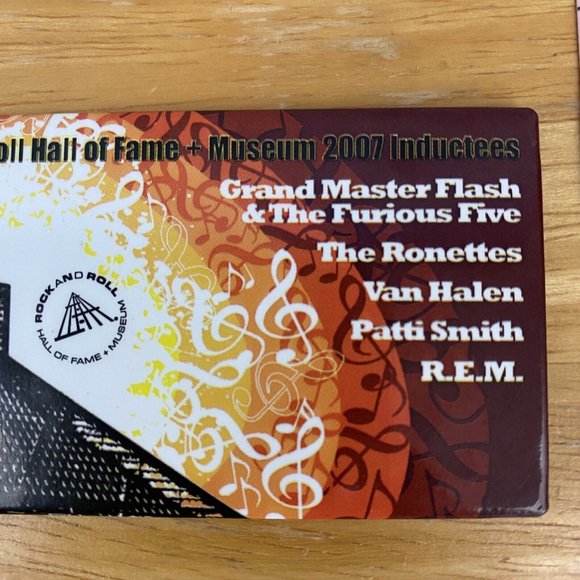 oll Hall of Fame + Museum 2007 Inductees
Grand Master Flash
& The Furious Five
The Ronettes
Van Halen
Patti Smith
R.E.M.
ROCK AND ROLL
HALL OF FAME + MUSEUM